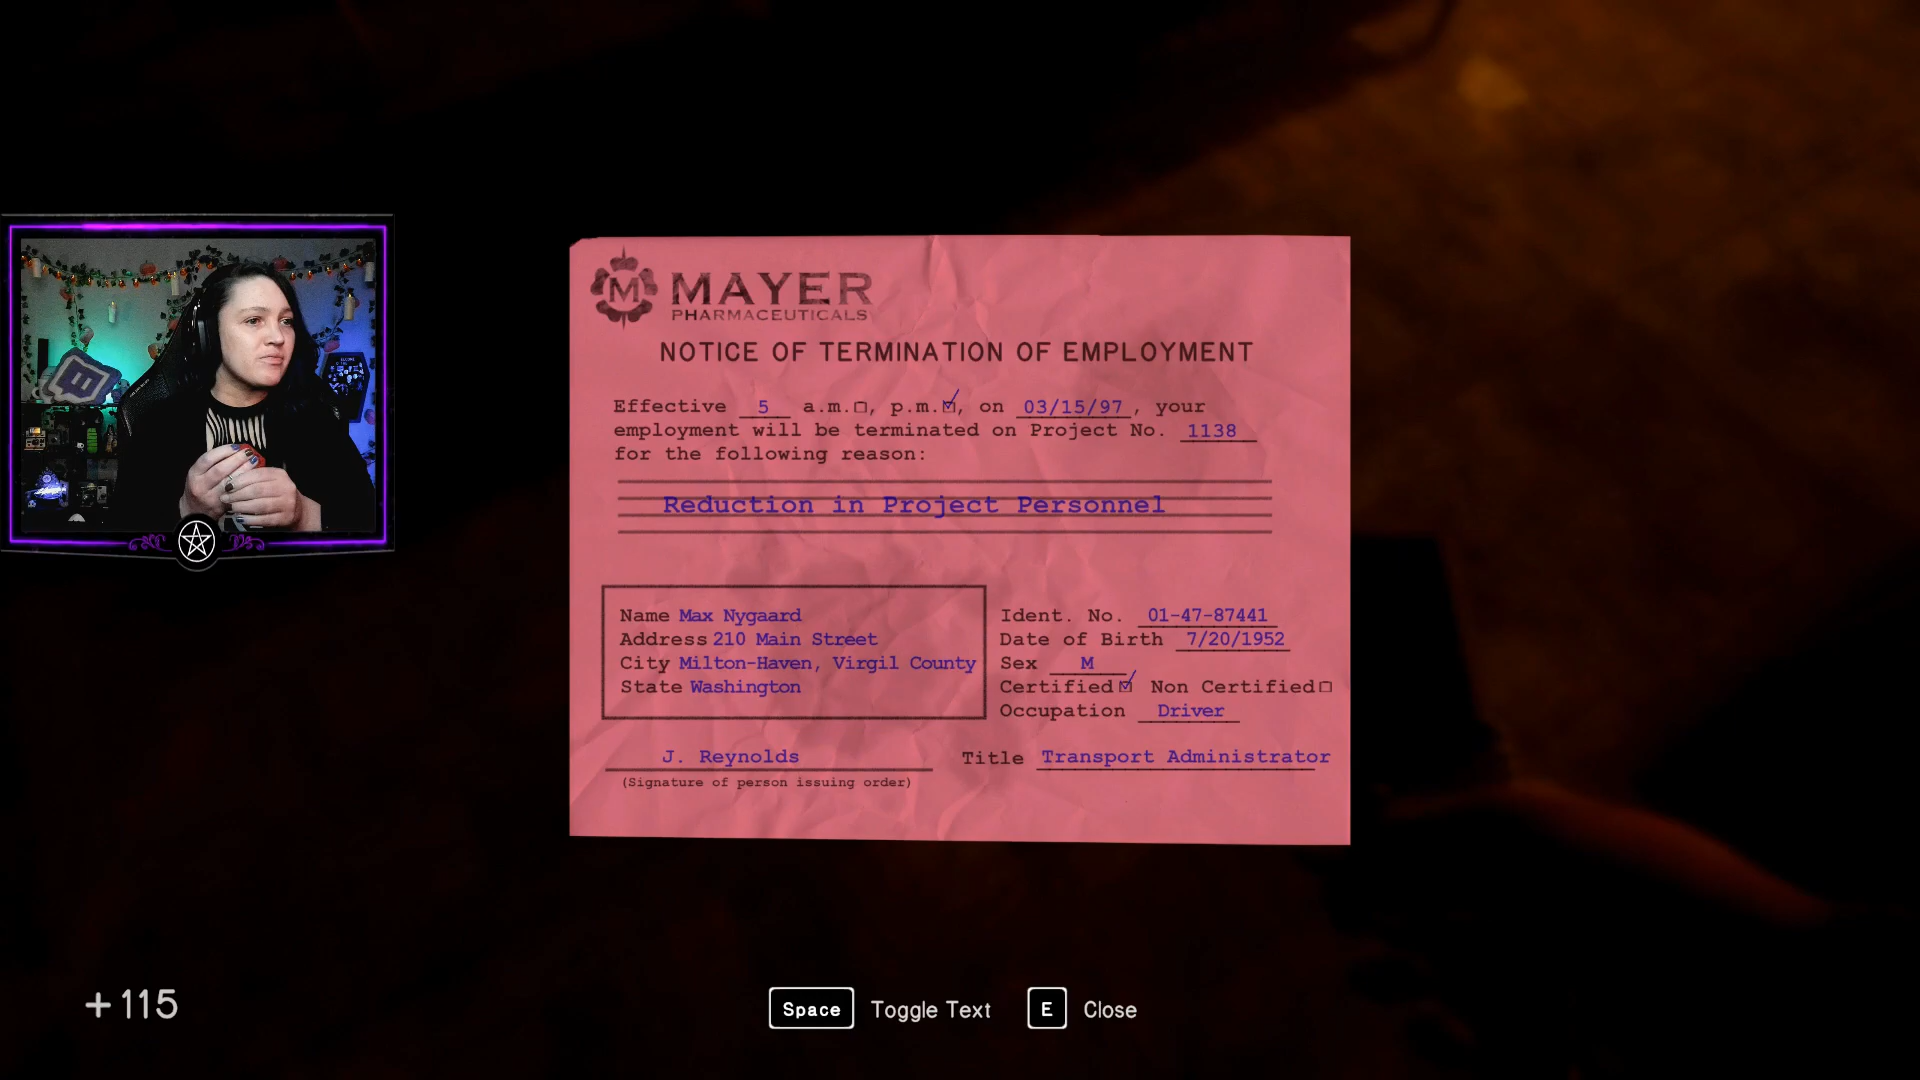 M MAYER
PHARMACEUTICALS
NOTICE OF TERMINATION OF EMPLOYMENT
Effective 5 a.m.☐, p.m.☑, on 03/15/97, your
employment will be terminated on Project No. 1138
for the following reason:
Reduction in Project Personnel
Name Max Nygaard
Address 210 Main Street
City Milton-Haven, Virgil County
State Washington
Ident. No. 01-47-87441
Date of Birth 7/20/1952
Sex M
Certified☑ Non Certified☐
Occupation Driver
J. Reynolds
(Signature of person issuing order)
Title Transport Administrator
+115
Space Toggle Text E Close